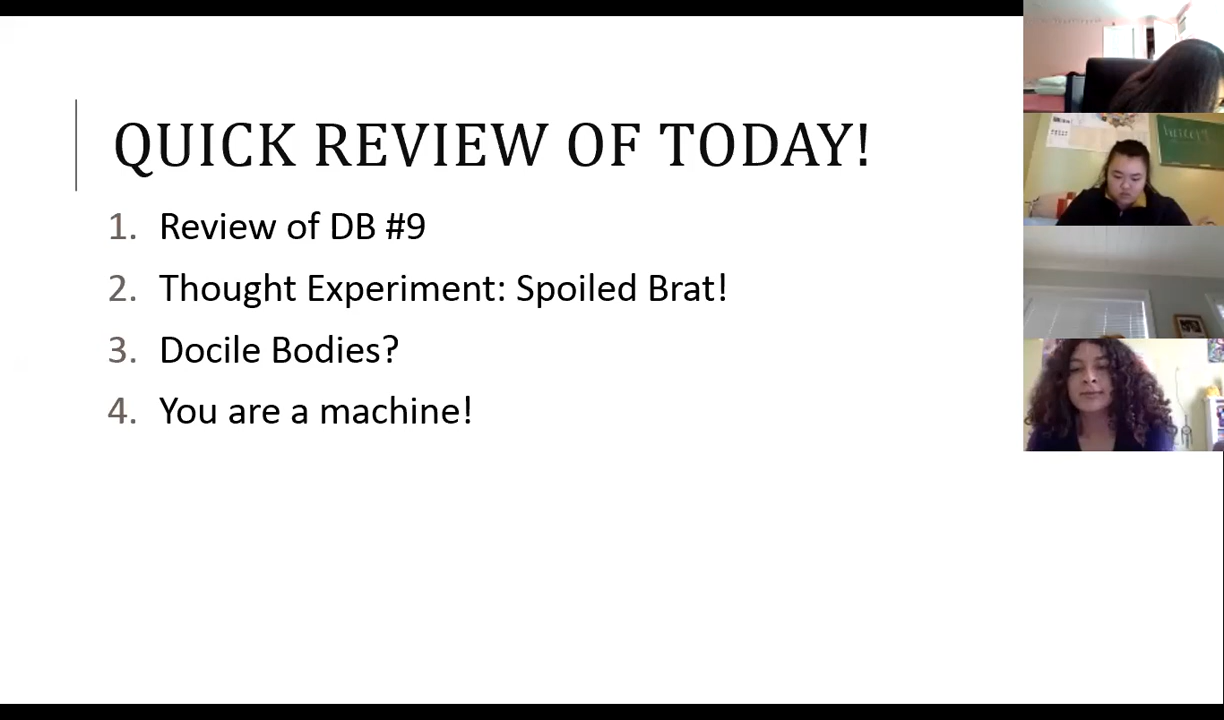 QUICK REVIEW OF TODAY!
1. Review of DB #9
2. Thought Experiment: Spoiled Brat!
3. Docile Bodies?
4. You are a machine!